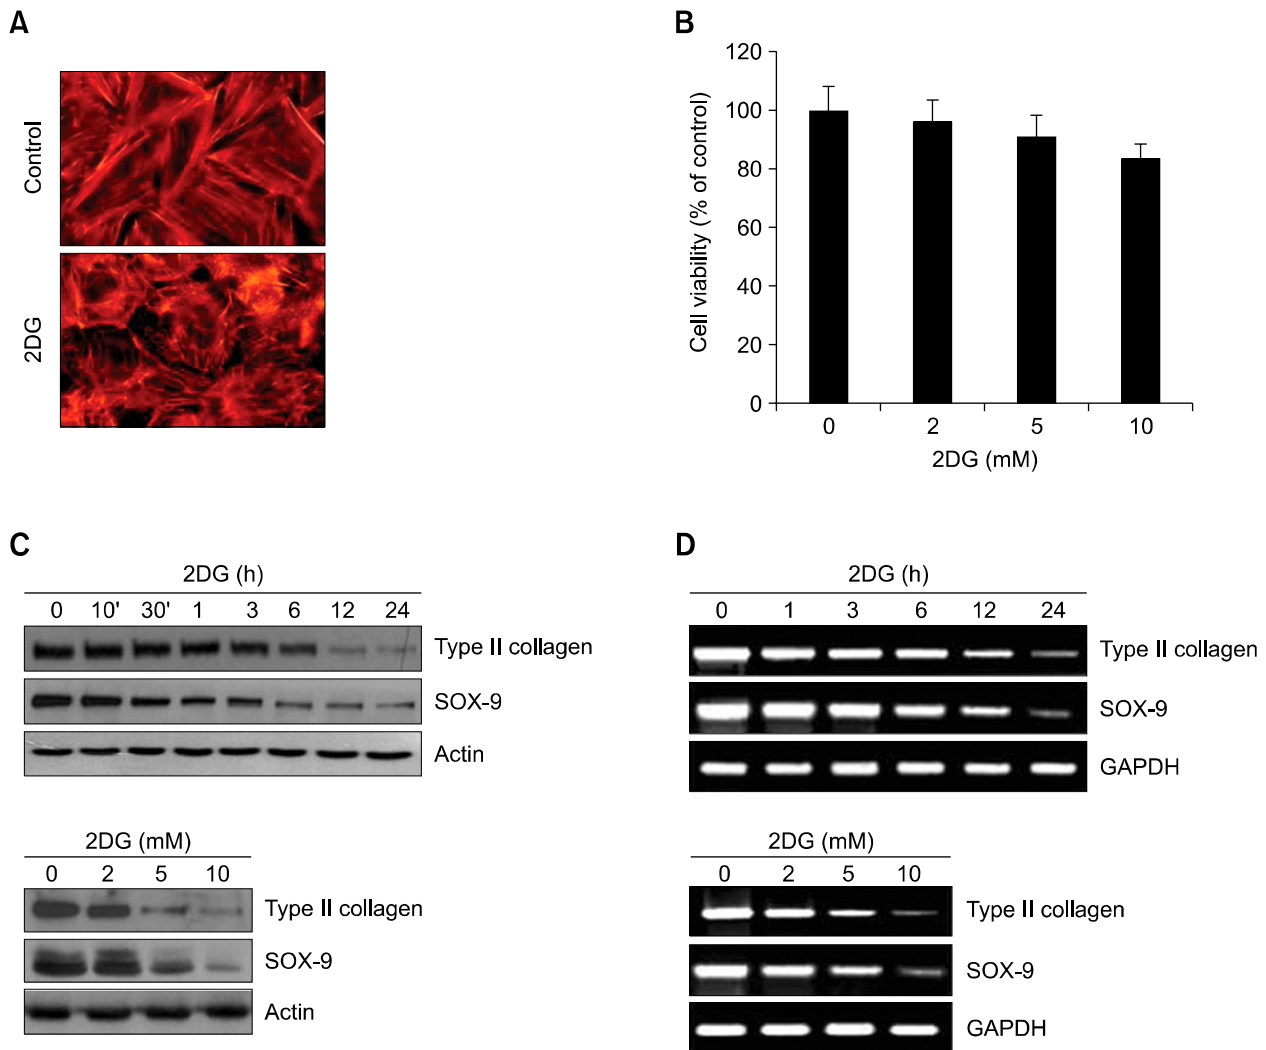 A
Control
2DG
B
120
100
80
60
40
20
0
Cell viability (% of control)
0 2 5 10
2DG (mM)
C
2DG (h)
0 10' 30' 1 3 6 12 24
Type II collagen
SOX-9
Actin
2DG (mM)
0 2 5 10
Type II collagen
SOX-9
Actin
D
2DG (h)
0 1 3 6 12 24
Type II collagen
SOX-9
GAPDH
2DG (mM)
0 2 5 10
Type II collagen
SOX-9
GAPDH